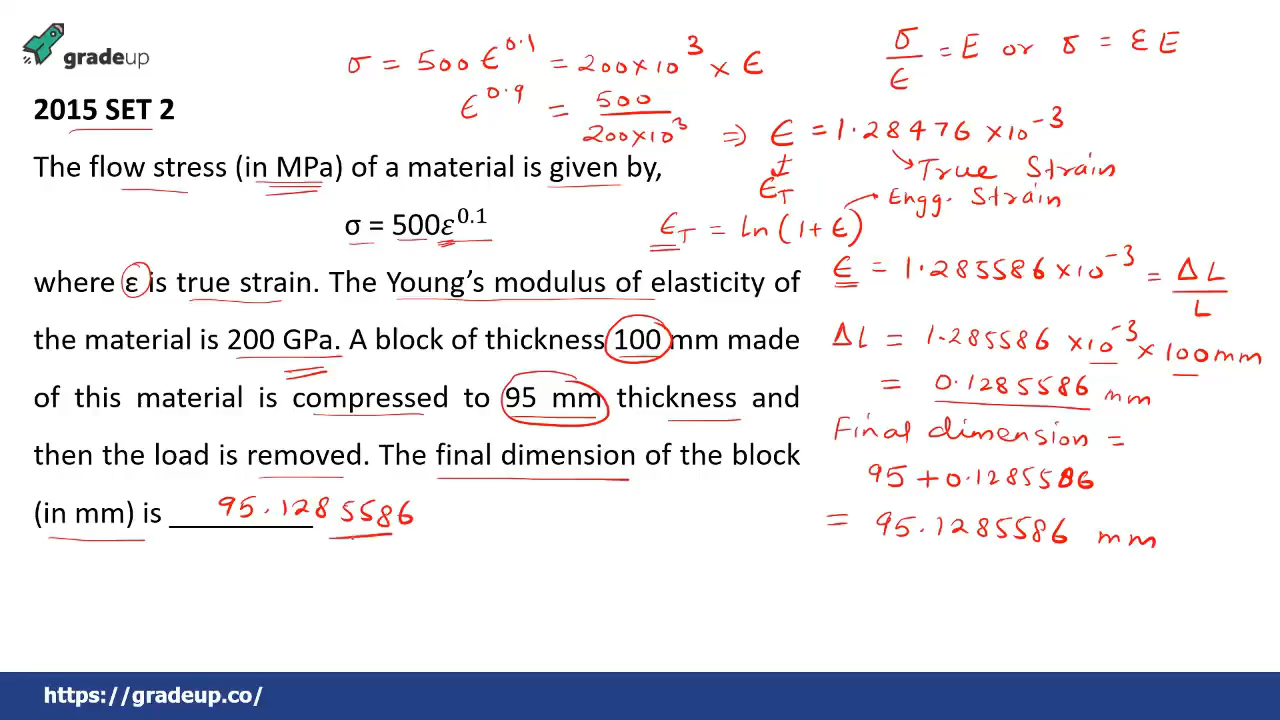 gradeup
2015 SET 2
The flow stress (in MPa) of a material is given by,
σ = 500ε^0.1
where ε is true strain. The Young's modulus of elasticity of
the material is 200 GPa. A block of thickness 100 mm made
of this material is compressed to 95 mm thickness and
then the load is removed. The final dimension of the block
(in mm) is ________ 95.1285586
σ = 500 ε^0.1 = 200×10^3 × ε
ε^0.9 = 500/200×10^3 ⇒ ε = 1.28476 ×10^-3
σ/ε = E or σ = εE
True Strain
ε_T
Engg. Strain
ε_T = ln(1+ε)
ε = 1.285586×10^-3 = ΔL/L
ΔL = 1.285586 ×10^-3 × 100mm
= 0.1285586 mm
Final dimension =
95 + 0.1285586
= 95.1285586 mm
https://gradeup.co/